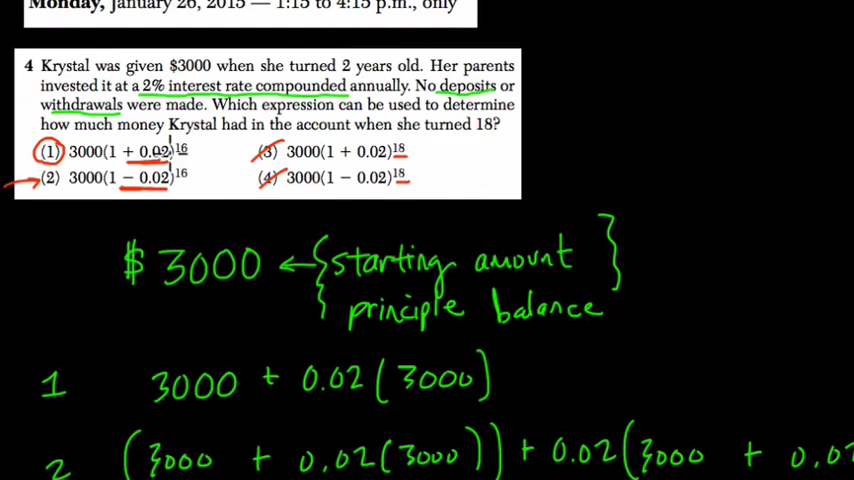 Monday, January 26, 2015 — 1:15 to 4:15 p.m., only
4 Krystal was given $3000 when she turned 2 years old. Her parents
invested it at a 2% interest rate compounded annually. No deposits or
withdrawals were made. Which expression can be used to determine
how much money Krystal had in the account when she turned 18?
(1) 3000(1 + 0.02)^16 (3) 3000(1 + 0.02)^18
(2) 3000(1 − 0.02)^16 (4) 3000(1 − 0.02)^18
$ 3000 ← { starting amount }
{ principle balance
1 3000 + 0.02 (3000)
2 (3000 + 0.02(3000)) + 0.02(3000 + 0.02